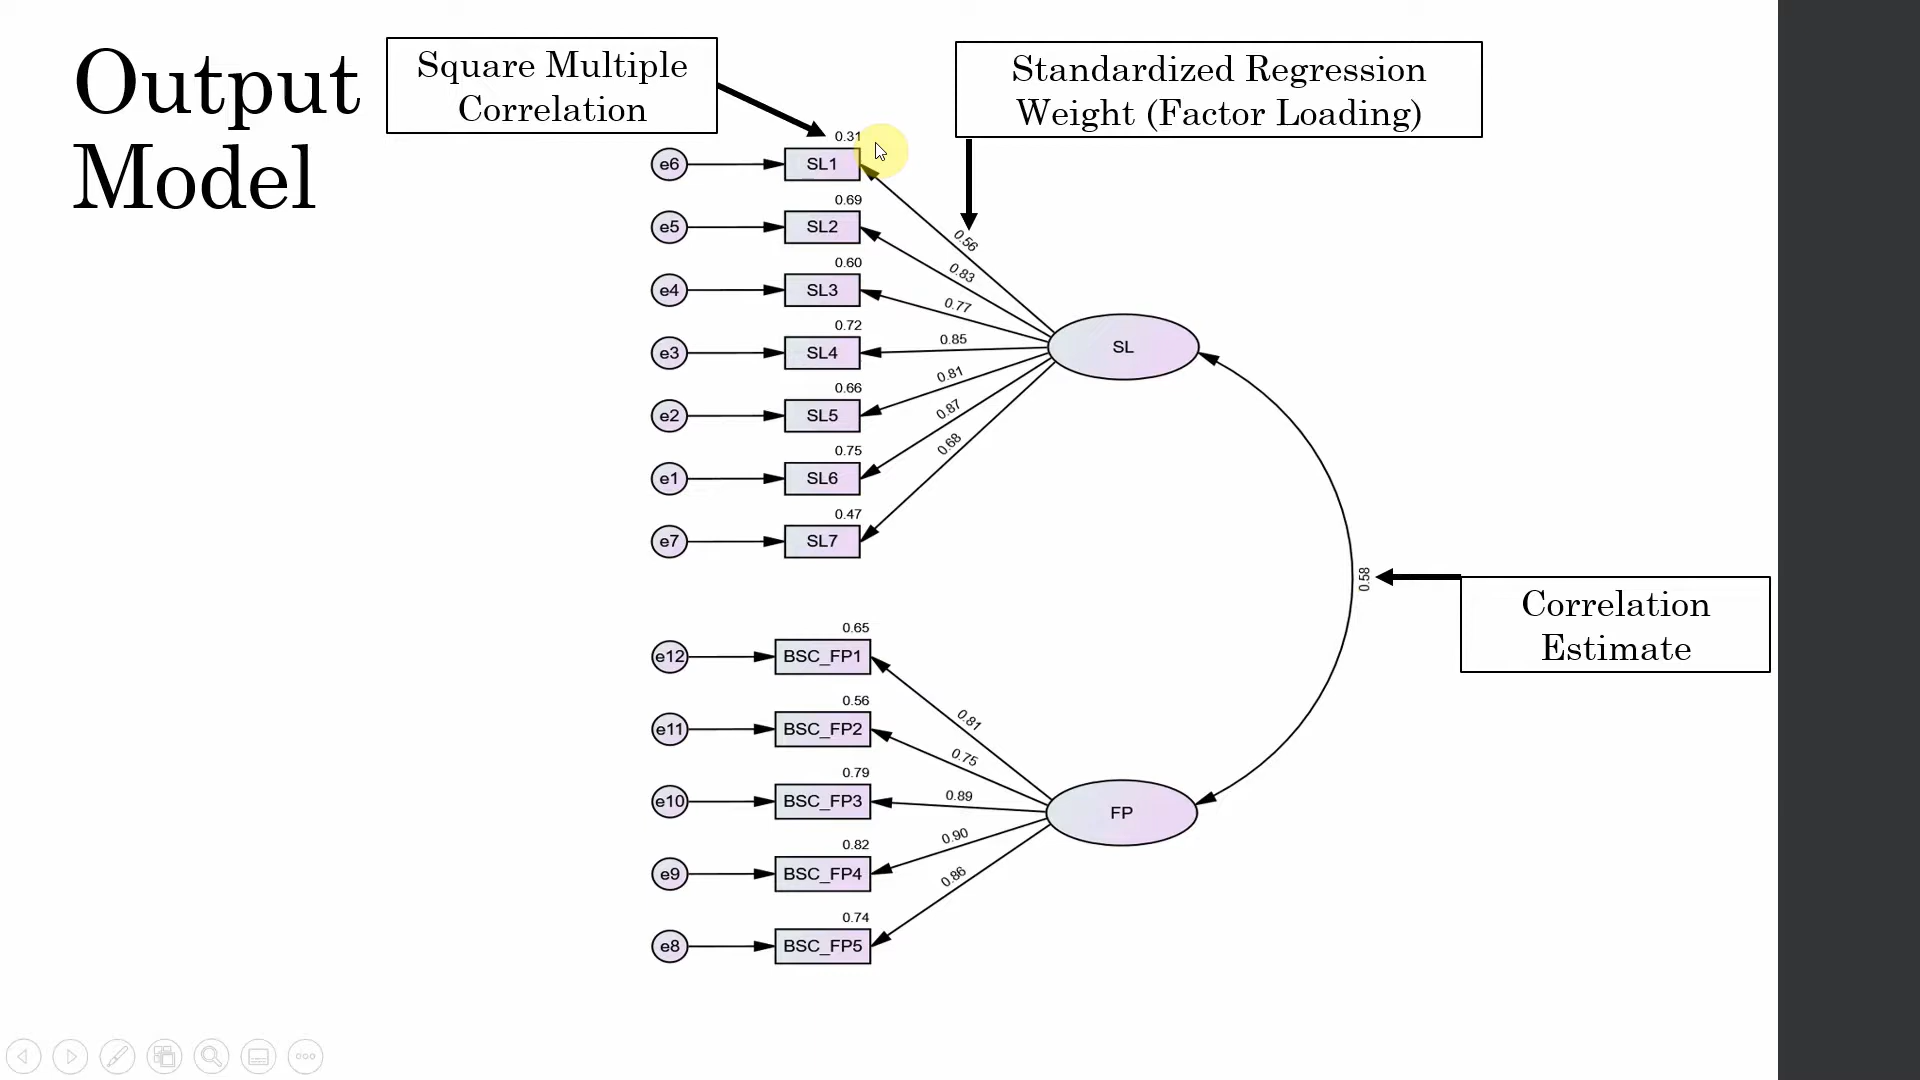 Output
Model
Square Multiple
Correlation
Standardized Regression
Weight (Factor Loading)
0.31
e6
SL1
0.56
0.69
e5
SL2
0.83
0.60
e4
SL3
0.77
0.72
e3
SL4
0.85
SL
0.66
e2
SL5
0.81
0.75
e1
SL6
0.87
0.47
e7
SL7
0.68
0.58
Correlation
Estimate
0.65
e12
BSC_FP1
0.81
0.56
e11
BSC_FP2
0.75
0.79
e10
BSC_FP3
0.89
FP
0.82
e9
BSC_FP4
0.90
0.74
e8
BSC_FP5
0.86